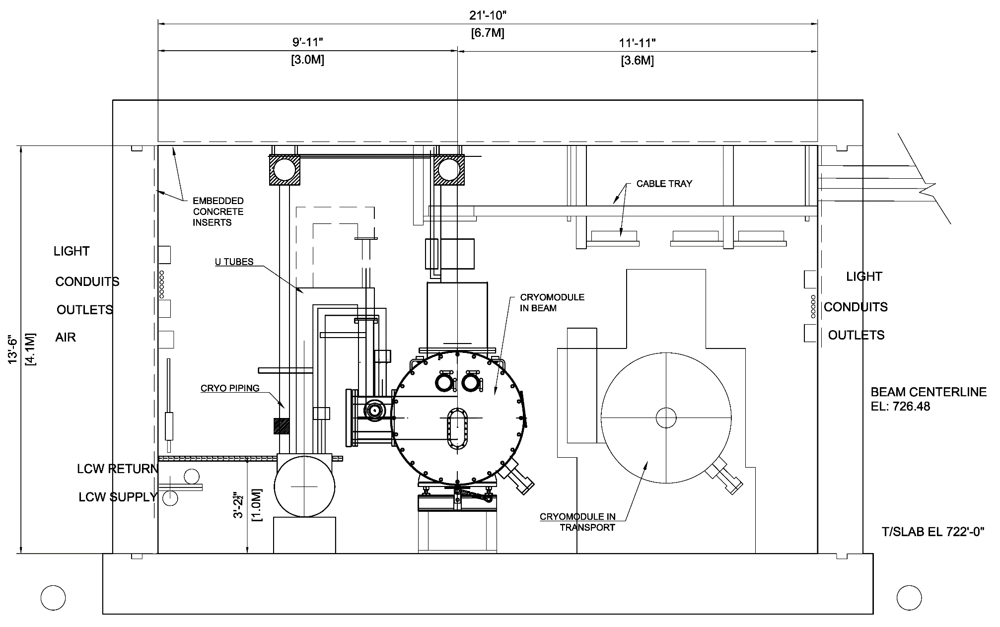 21'-10"
[6.7M]
9'-11"
[3.0M]
11'-11"
[3.6M]
CABLE TRAY
EMBEDDED
CONCRETE
INSERTS
LIGHT
U TUBES
CONDUITS
OUTLETS
AIR
CRYOMODULE
IN BEAM
LIGHT
CONDUITS
OUTLETS
13'-6"
[4.1M]
CRYO PIPING
BEAM CENTERLINE
EL: 726.48
LCW RETURN
LCW SUPPLY
3'-2½"
[1.0M]
CRYOMODULE IN
TRANSPORT
T/SLAB EL 722'-0"